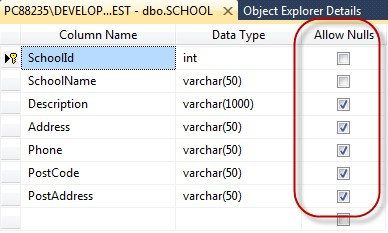 PC88235\DEVELOP...EST - dbo.SCHOOL Object Explorer Details
Column Name Data Type Allow Nulls
SchoolId int
SchoolName varchar(50)
Description varchar(1000)
Address varchar(50)
Phone varchar(50)
PostCode varchar(50)
PostAddress varchar(50)